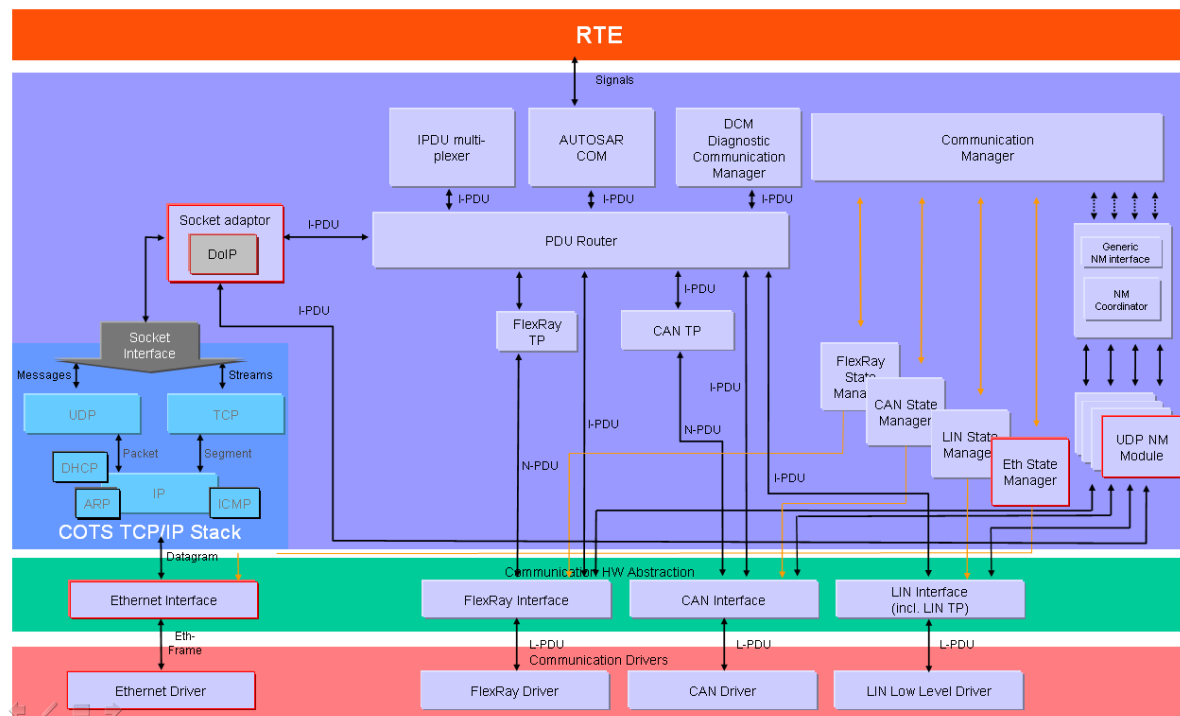 RTE
Signals
IPDU multi-
plexer
AUTOSAR
COM
DCM
Diagnostic
Communication
Manager
Communication
Manager
I-PDU
I-PDU
I-PDU
Socket adaptor
DoIP
I-PDU
PDU Router
Generic
NM interface
NM
Coordinator
I-PDU
I-PDU
FlexRay
TP
CAN TP
Socket
Interface
Messages
Streams
FlexRay
State
Manag
I-PDU
CAN State
Manager
UDP
TCP
I-PDU
N-PDU
LIN State
Manage
UDP NM
Module
Packet
Segment
N-PDU
I-PDU
Eth State
Manager
DHCP
IP
ARP
ICMP
COTS TCP/IP Stack
Datagram
Communication HW Abstraction
Ethernet Interface
FlexRay Interface
CAN Interface
LIN Interface
(incl. LIN TP)
Eth-
Frame
L-PDU
L-PDU
L-PDU
Communication Drivers
Ethernet Driver
FlexRay Driver
CAN Driver
LIN Low Level Driver